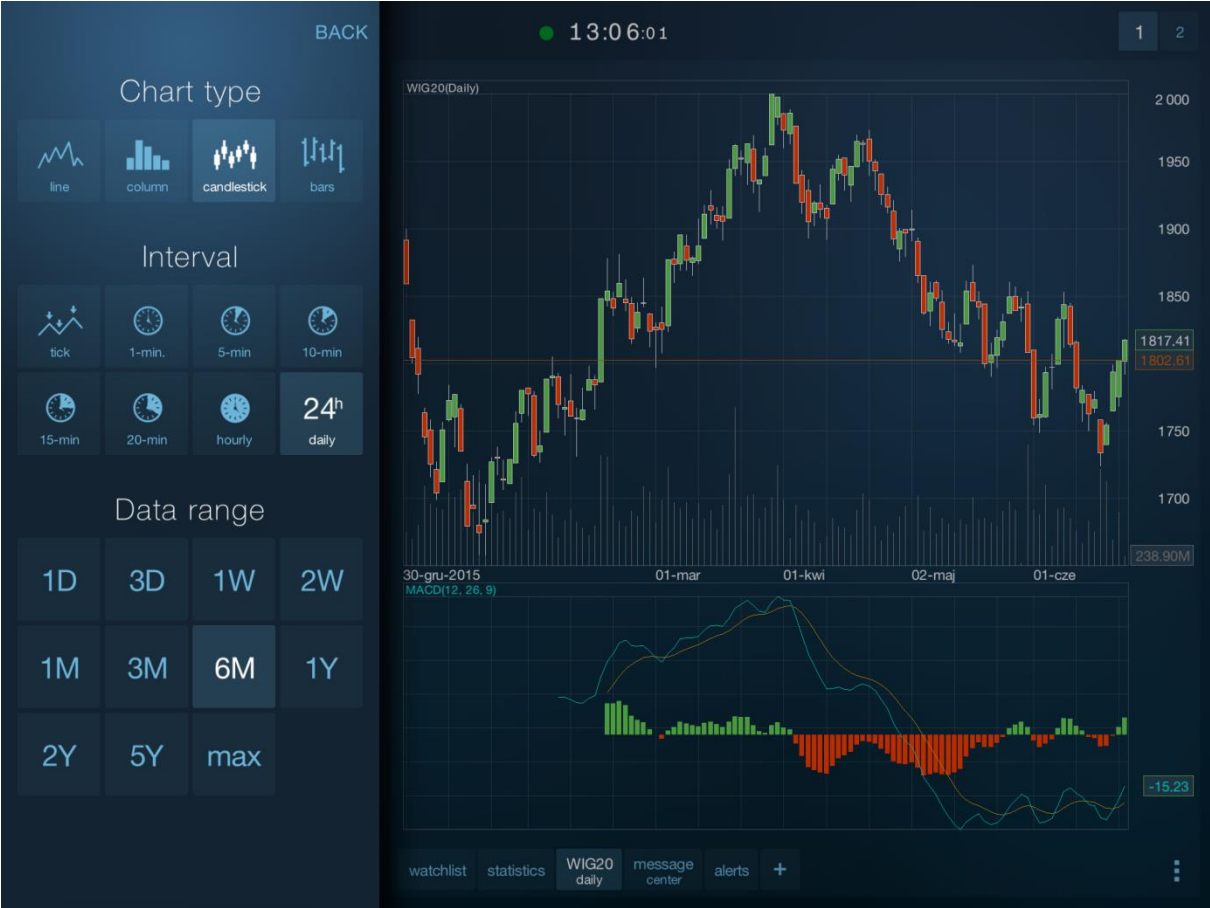 BACK
Chart type
line column candlestick bars
Interval
tick 1-min. 5-min 10-min
15-min 20-min hourly 24h daily
Data range
1D 3D 1W 2W
1M 3M 6M 1Y
2Y 5Y max
13:06:01
1 2
WIG20(Daily)
2 000
1950
1900
1850
1817.41
1802.61
1750
1700
238.90M
30-gru-2015 01-mar 01-kwi 02-maj 01-cze
MACD(12, 26, 9)
-15.23
watchlist statistics WIG20 daily message center alerts +